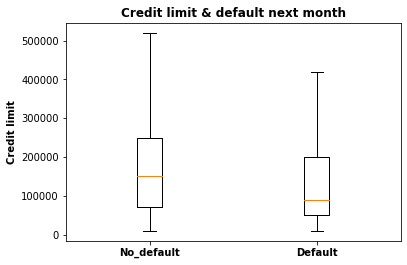 Credit limit & default next month
Credit limit
500000
400000
300000
200000
100000
0
No_default
Default